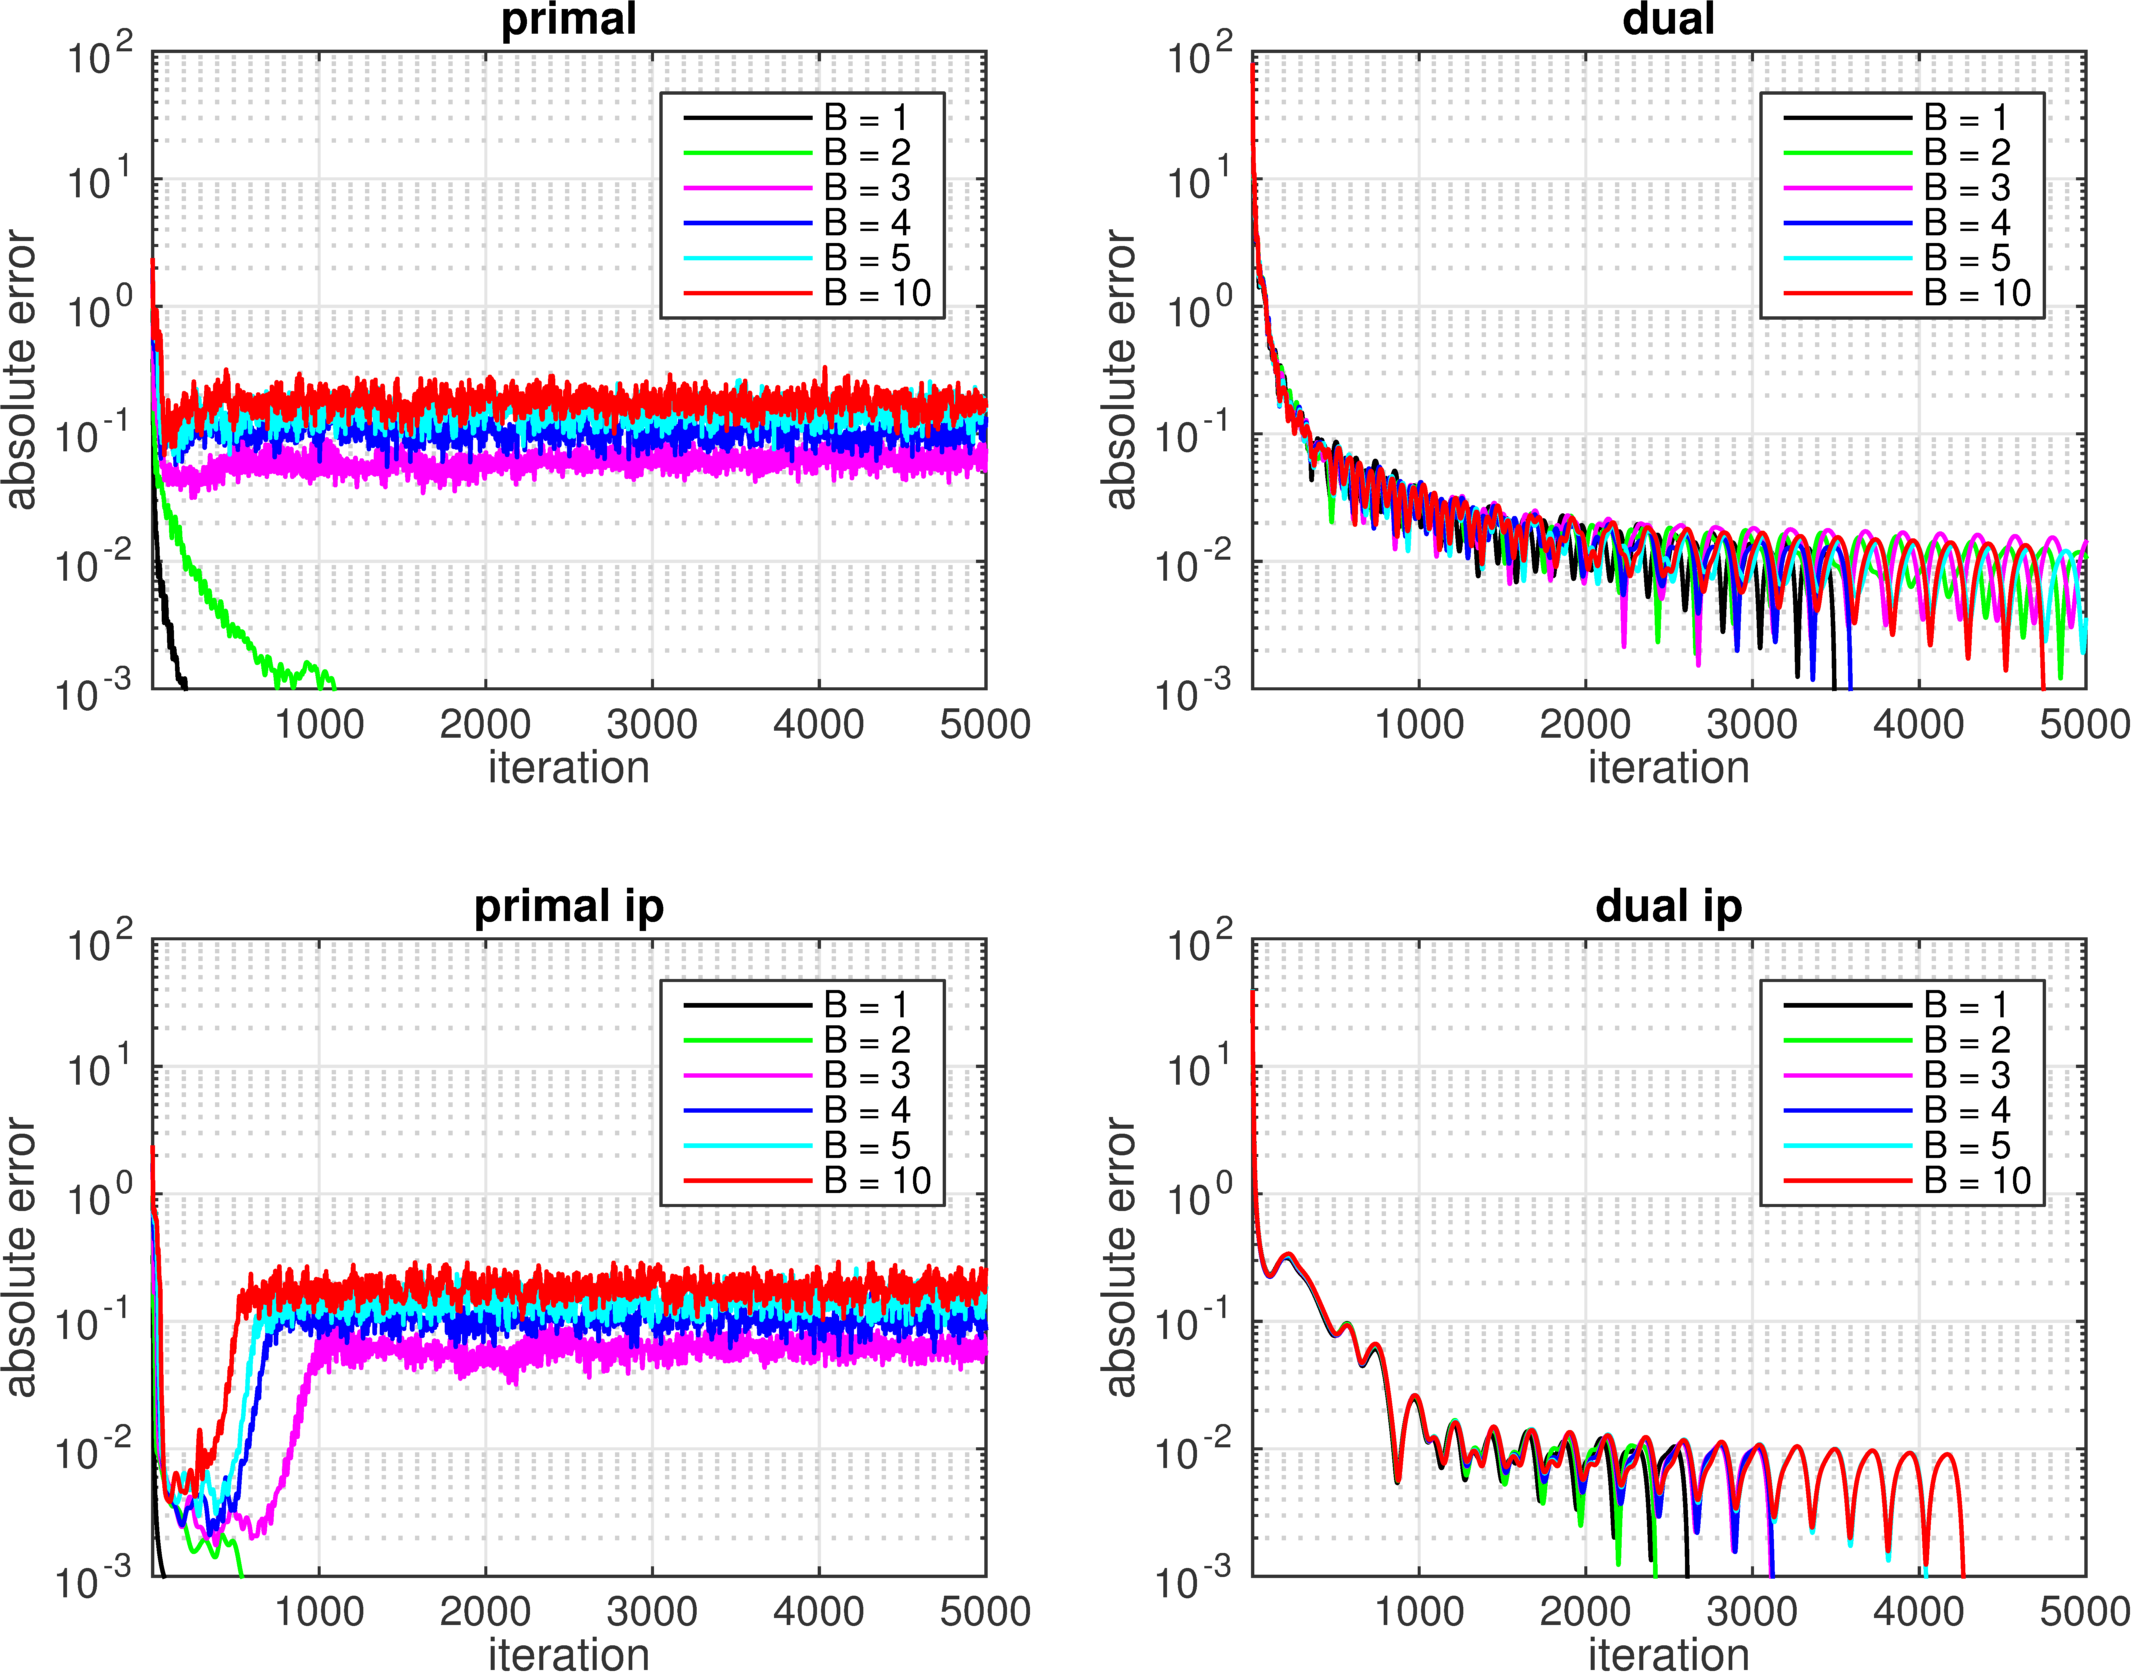 primal
absolute error
10^2
10^1
10^0
10^-1
10^-2
10^-3
B = 1
B = 2
B = 3
B = 4
B = 5
B = 10
1000 2000 3000 4000 5000
iteration
dual
absolute error
10^2
10^1
10^0
10^-1
10^-2
10^-3
B = 1
B = 2
B = 3
B = 4
B = 5
B = 10
1000 2000 3000 4000 5000
iteration
primal ip
absolute error
10^2
10^1
10^0
10^-1
10^-2
10^-3
B = 1
B = 2
B = 3
B = 4
B = 5
B = 10
1000 2000 3000 4000 5000
iteration
dual ip
absolute error
10^2
10^1
10^0
10^-1
10^-2
10^-3
B = 1
B = 2
B = 3
B = 4
B = 5
B = 10
1000 2000 3000 4000 5000
iteration